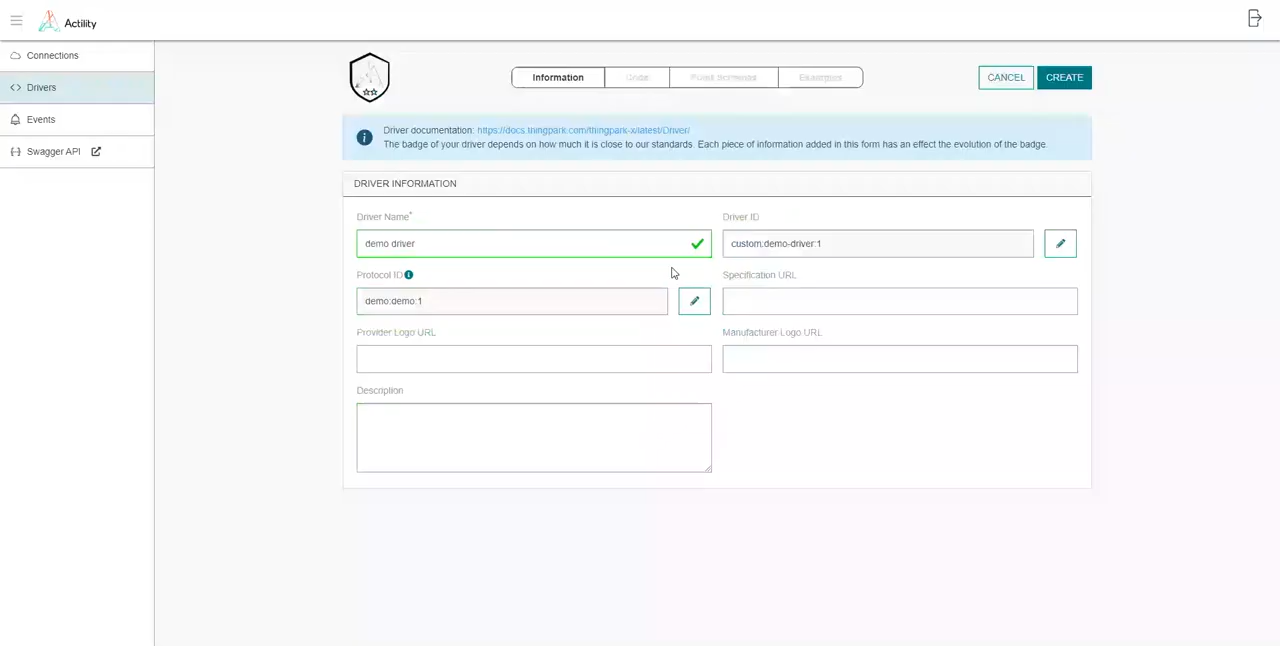 Actility
Connections
Drivers
Events
Swagger API
Information
Examples
CANCEL
CREATE
Driver documentation: https://docs.thingpark.com/thingpark-x/latest/Driver/
The badge of your driver depends on how much it is close to our standards. Each piece of information added in this form has an effect the evolution of the badge.
DRIVER INFORMATION
Driver Name*
Driver ID
demo driver
custom:demo-driver:1
Protocol ID
Specification URL
demo:demo:1
Provider Logo URL
Manufacturer Logo URL
Description